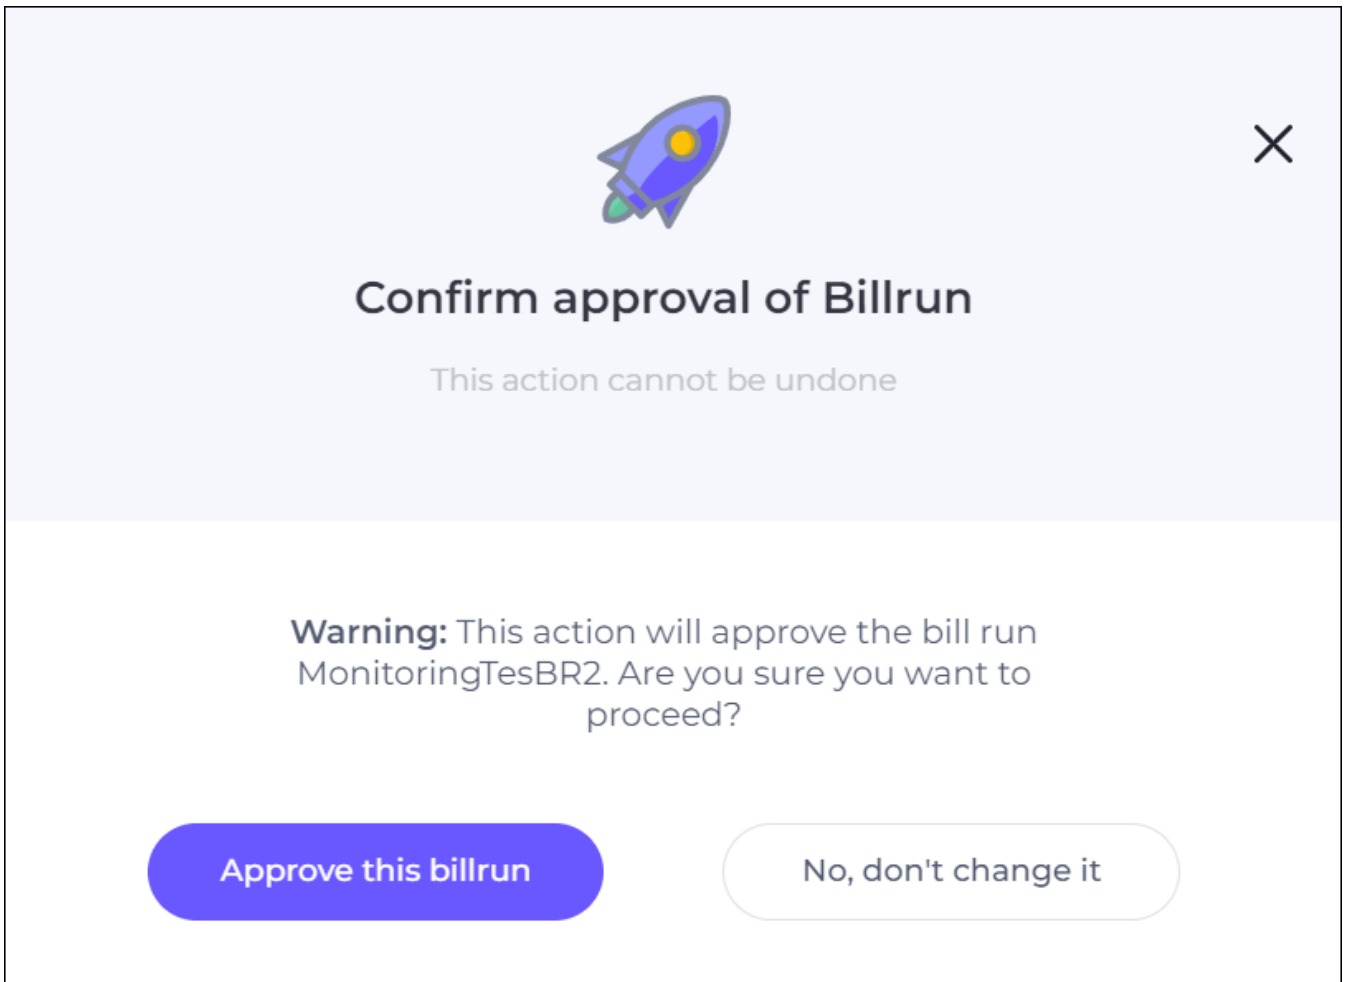 Confirm approval of Billrun
This action cannot be undone
Warning: This action will approve the bill run
MonitoringTesBR2. Are you sure you want to
proceed?
Approve this billrun
No, don't change it